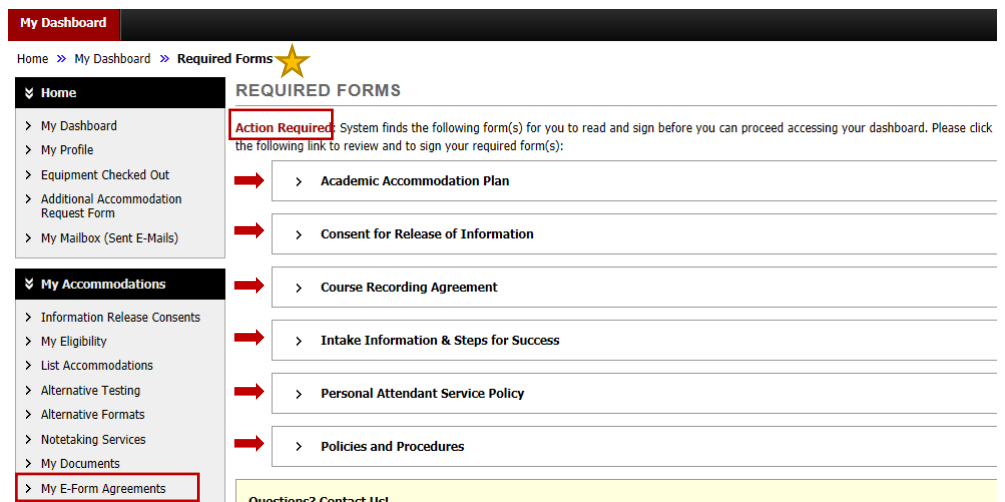 My Dashboard
Home » My Dashboard » Required Forms
Home
My Dashboard
My Profile
Equipment Checked Out
Additional Accommodation
Request Form
My Mailbox (Sent E-Mails)
My Accommodations
Information Release Consents
My Eligibility
List Accommodations
Alternative Testing
Alternative Formats
Notetaking Services
My Documents
My E-Form Agreements
REQUIRED FORMS
Action Required: System finds the following form(s) for you to read and sign before you can proceed accessing your dashboard. Please click
the following link to review and to sign your required form(s):
Academic Accommodation Plan
Consent for Release of Information
Course Recording Agreement
Intake Information & Steps for Success
Personal Attendant Service Policy
Policies and Procedures
Questions? Contact Us!